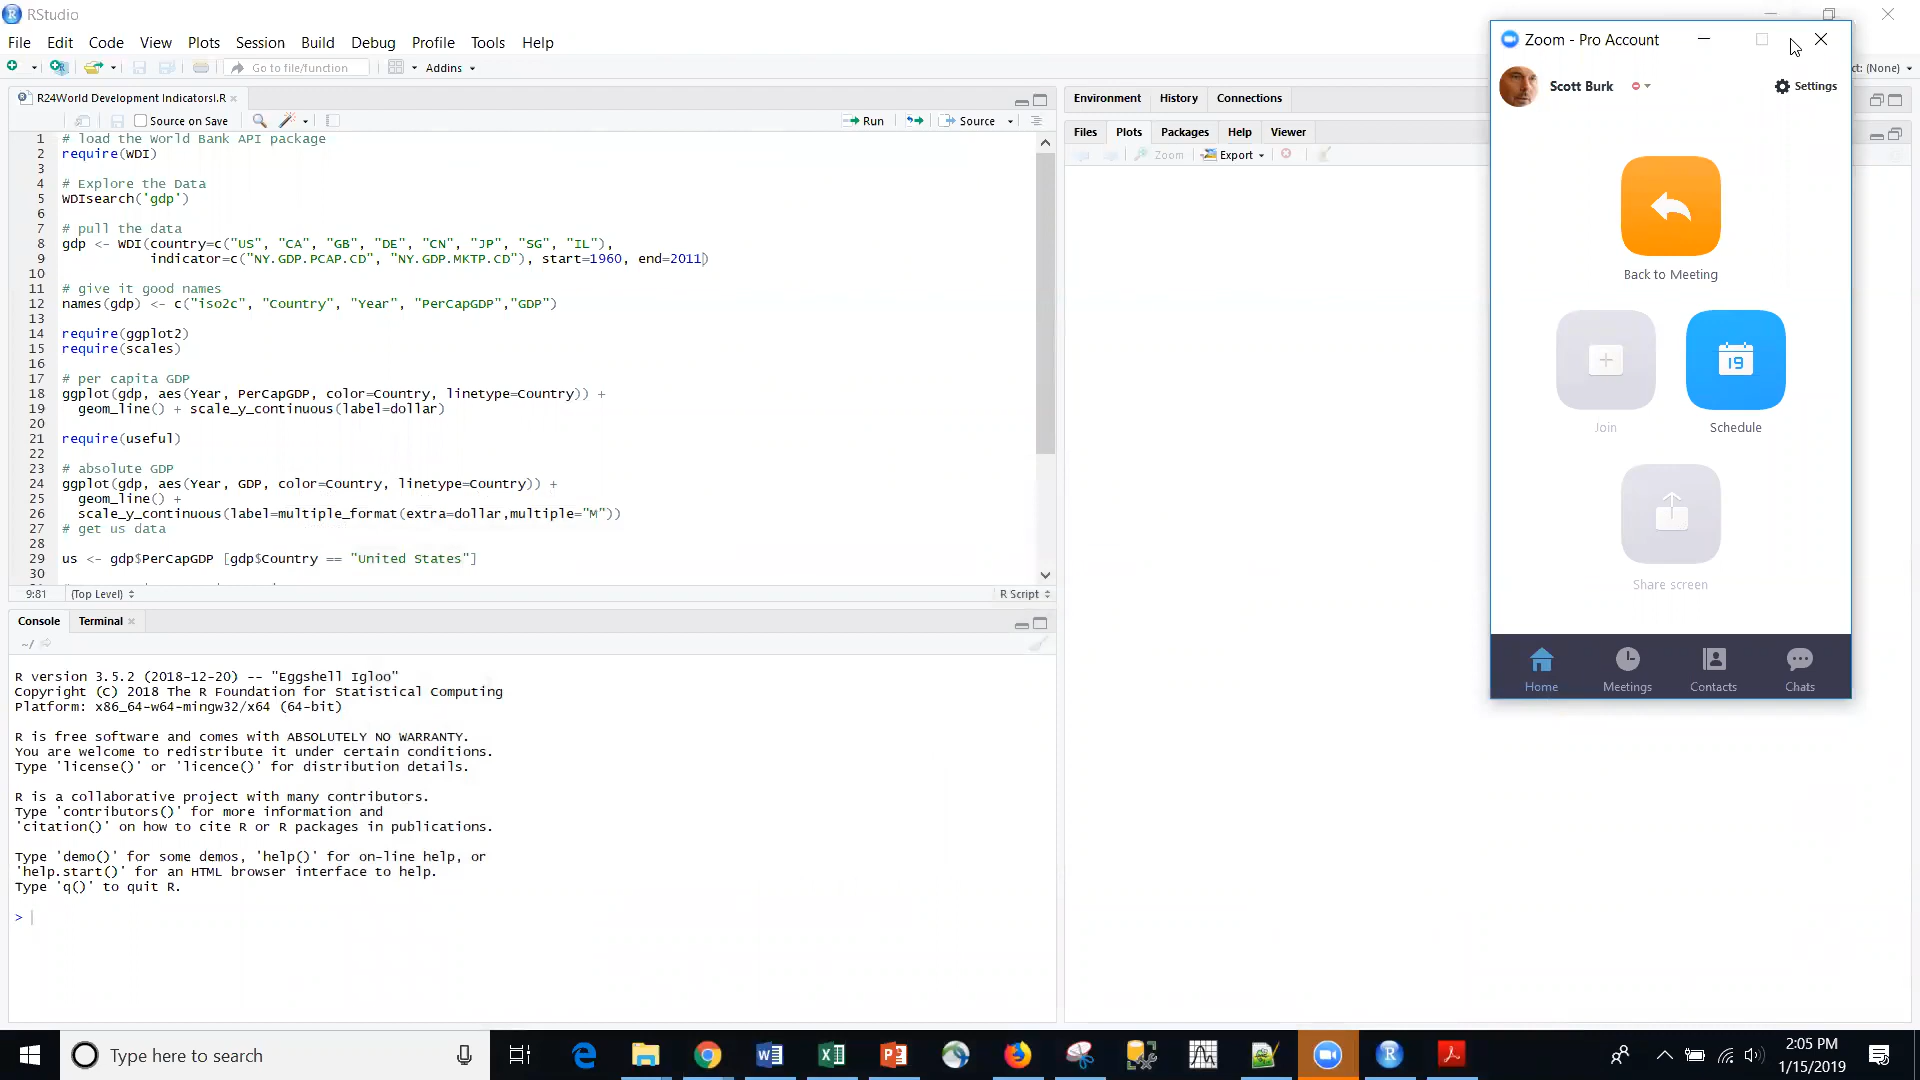 RStudio
File Edit Code View Plots Session Build Debug Profile Tools Help
Go to file/function Addins
ct: (None)
R24World Development IndicatorsI.R
Source on Save Run Source
1 # load the World Bank API package
2 require(WDI)
3
4 # Explore the Data
5 WDIsearch('gdp')
6
7 # pull the data
8 gdp <- WDI(country=c("US", "CA", "GB", "DE", "CN", "JP", "SG", "IL"),
9 indicator=c("NY.GDP.PCAP.CD", "NY.GDP.MKTP.CD"), start=1960, end=2011)
10
11 # give it good names
12 names(gdp) <- c("iso2c", "Country", "Year", "PerCapGDP","GDP")
13
14 require(ggplot2)
15 require(scales)
16
17 # per capita GDP
18 ggplot(gdp, aes(Year, PerCapGDP, color=Country, linetype=Country)) +
19 geom_line() + scale_y_continuous(label=dollar)
20
21 require(useful)
22
23 # absolute GDP
24 ggplot(gdp, aes(Year, GDP, color=Country, linetype=Country)) +
25 geom_line() +
26 scale_y_continuous(label=multiple_format(extra=dollar,multiple="M"))
27 # get us data
28
29 us <- gdp$PerCapGDP [gdp$Country == "United States"]
30
9:81 (Top Level) R Script
Console Terminal
~/
R version 3.5.2 (2018-12-20) -- "Eggshell Igloo"
Copyright (C) 2018 The R Foundation for Statistical Computing
Platform: x86_64-w64-mingw32/x64 (64-bit)
R is free software and comes with ABSOLUTELY NO WARRANTY.
You are welcome to redistribute it under certain conditions.
Type 'license()' or 'licence()' for distribution details.
R is a collaborative project with many contributors.
Type 'contributors()' for more information and
'citation()' on how to cite R or R packages in publications.
Type 'demo()' for some demos, 'help()' for on-line help, or
'help.start()' for an HTML browser interface to help.
Type 'q()' to quit R.
>
Environment History Connections
Files Plots Packages Help Viewer
Zoom Export
Zoom - Pro Account
Scott Burk Settings
Back to Meeting
19
Join Schedule
Share screen
Home Meetings Contacts Chats
Type here to search
2:05 PM
1/15/2019